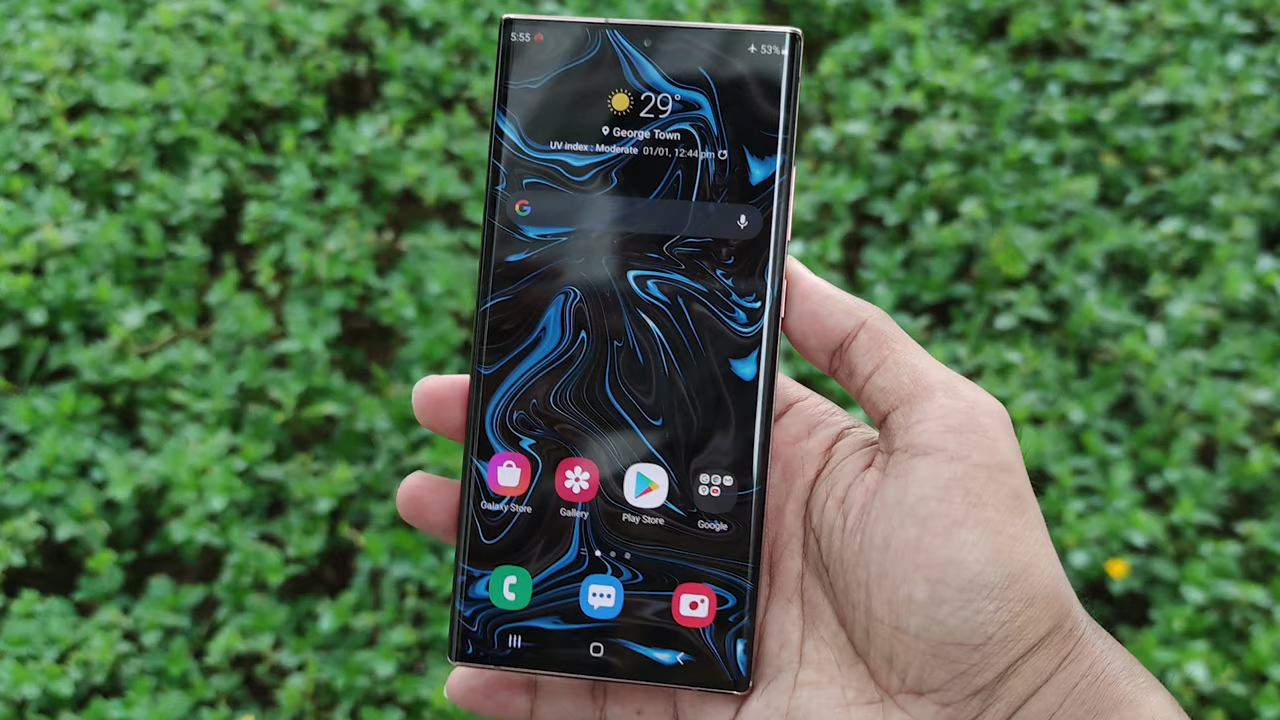 5:55
53%
29°
George Town
UV index : Moderate 01/01, 12:44 pm
Galaxy Store
Gallery
Play Store
Google